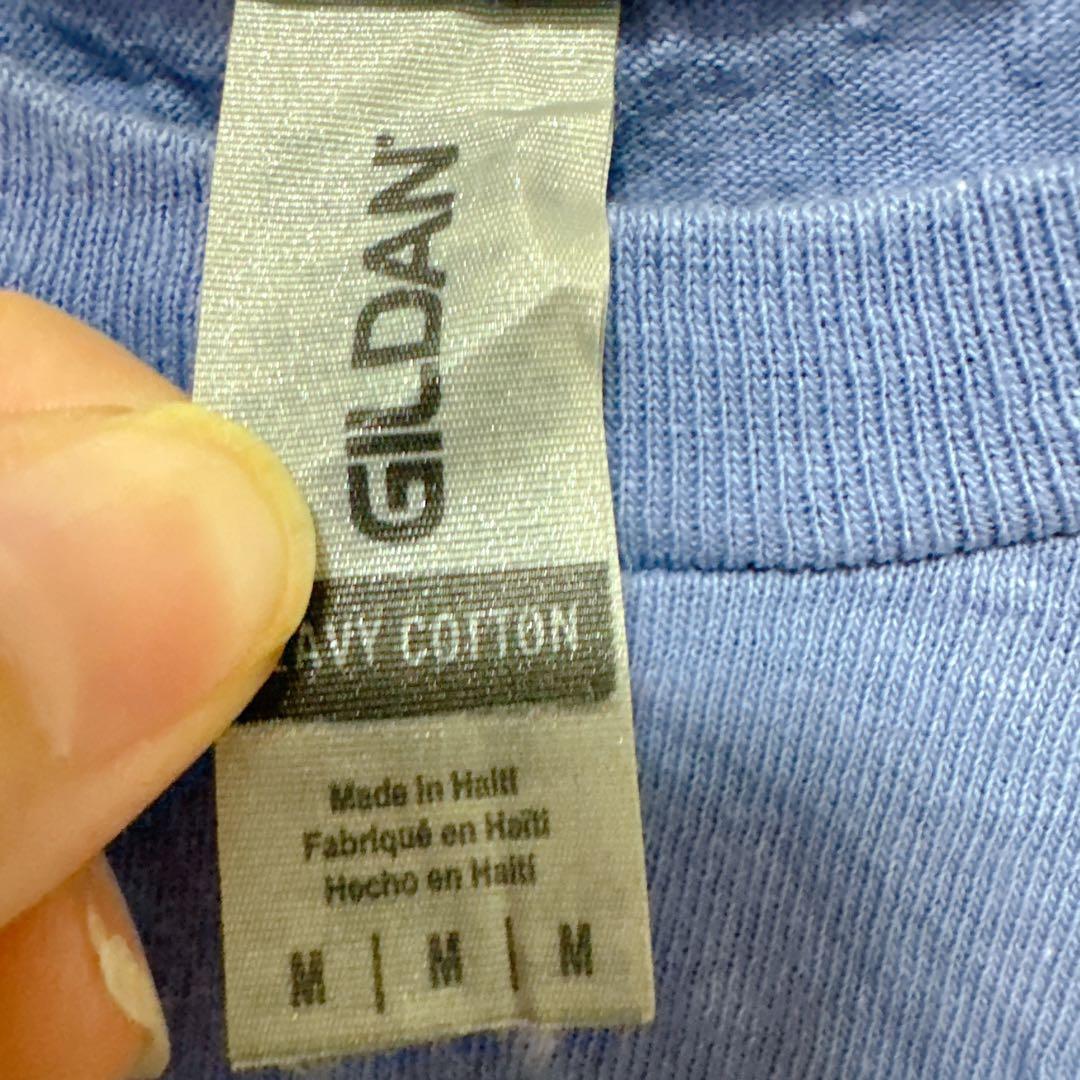 GILDAN
AVY COTTON
Made in Haiti
Fabriqué en Haïti
Hecho en Haití
M | M | M